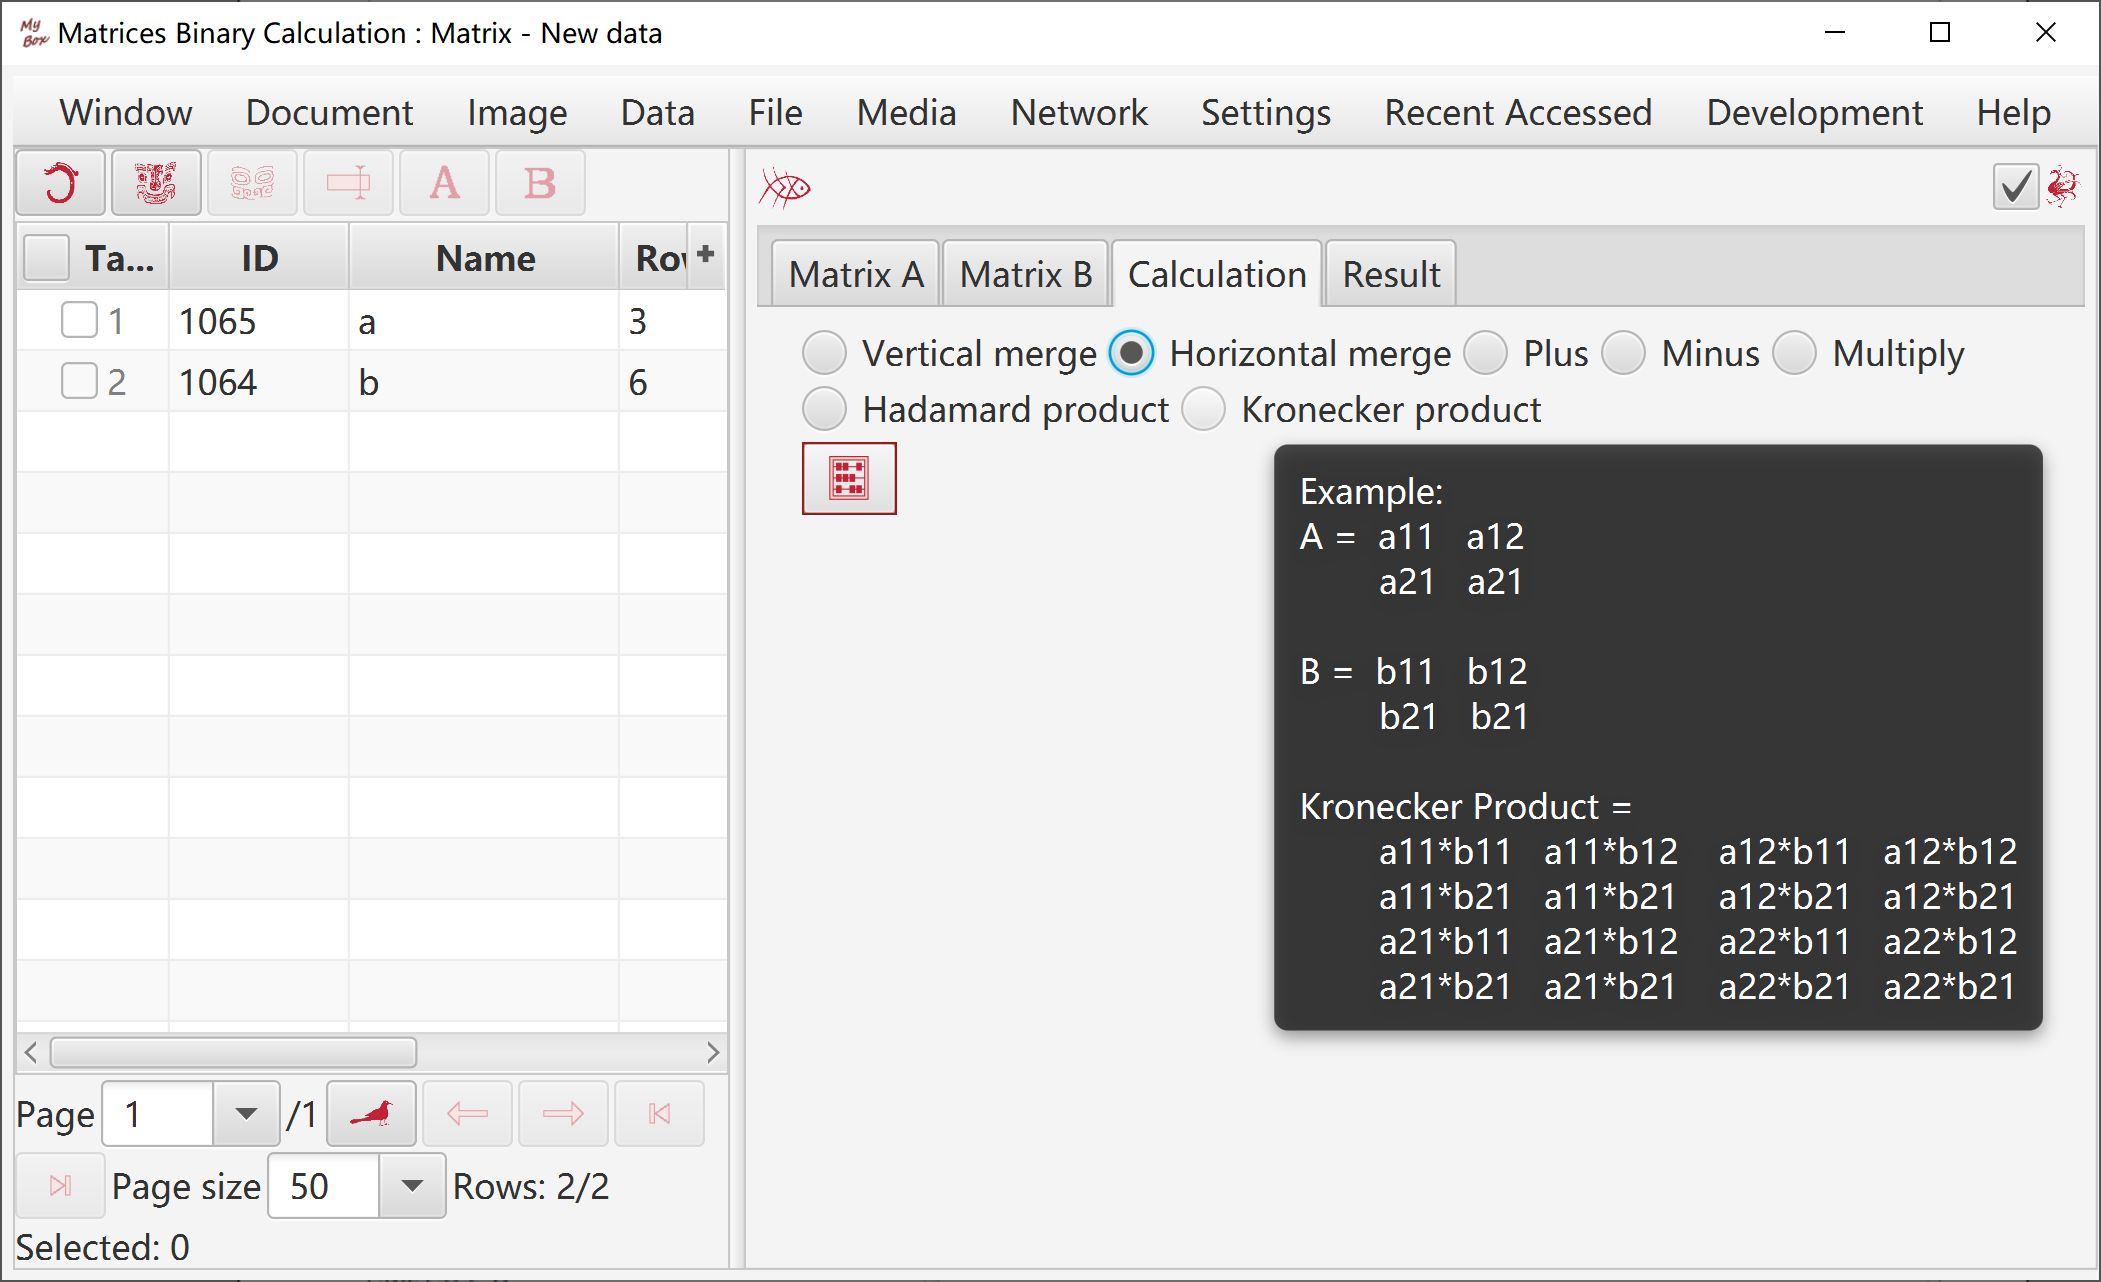 My Box Matrices Binary Calculation : Matrix - New data
Window Document Image Data File Media Network Settings Recent Accessed Development Help
A B
Ta... ID Name Row +
1 1065 a 3
2 1064 b 6
Page 1 /1
Page size 50 Rows: 2/2
Selected: 0
Matrix A Matrix B Calculation Result
Vertical merge Horizontal merge Plus Minus Multiply
Hadamard product Kronecker product
Example:
A = a11 a12
a21 a21
B = b11 b12
b21 b21
Kronecker Product =
a11*b11 a11*b12 a12*b11 a12*b12
a11*b21 a11*b21 a12*b21 a12*b21
a21*b11 a21*b12 a22*b11 a22*b12
a21*b21 a21*b21 a22*b21 a22*b21